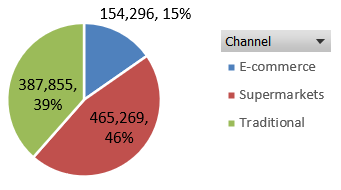 154,296, 15%
Channel
E-commerce
387,855,
39%
Supermarkets
465,269,
46%
Traditional